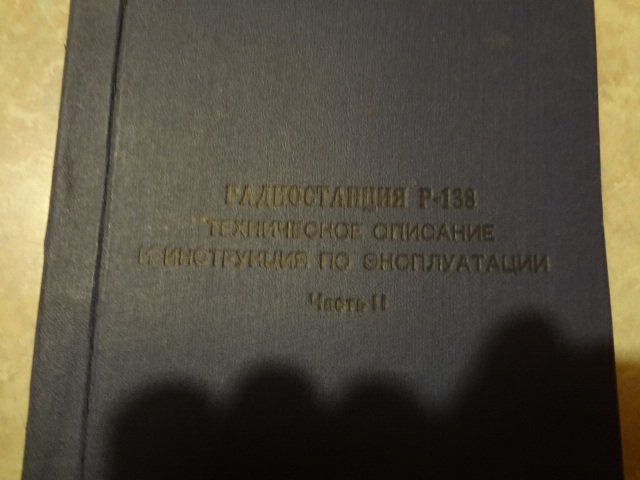 РАДИОСТАНЦИЯ Р-138
ТЕХНИЧЕСКОЕ ОПИСАНИЕ
И ИНСТРУКЦИЯ ПО ЭКСПЛУАТАЦИИ
Часть II